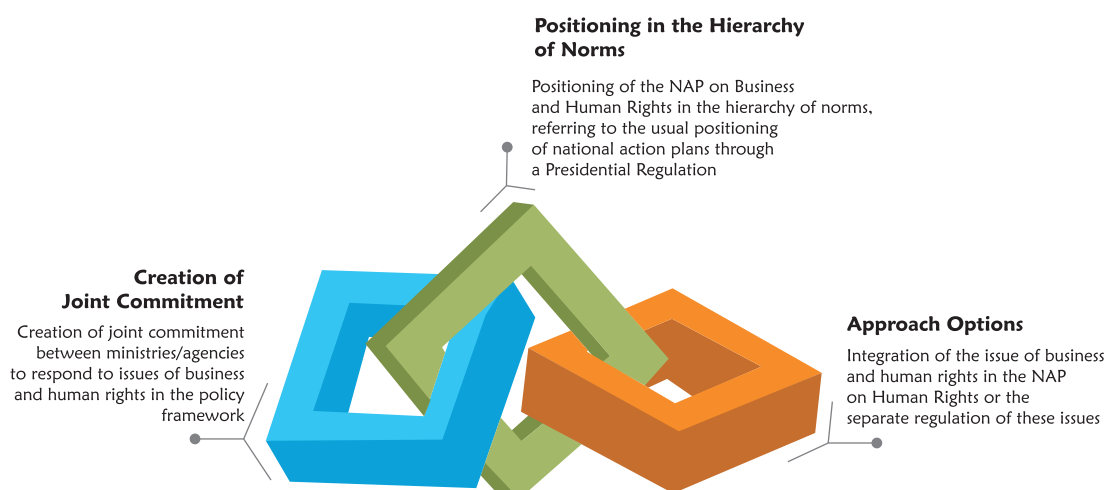 Positioning in the Hierarchy
of Norms
Positioning of the NAP on Business
and Human Rights in the hierarchy of norms,
referring to the usual positioning
of national action plans through
a Presidential Regulation
Creation of
Joint Commitment
Creation of joint commitment
between ministries/agencies
to respond to issues of business
and human rights in the policy
framework
Approach Options
Integration of the issue of business
and human rights in the NAP
on Human Rights or the
separate regulation of these issues